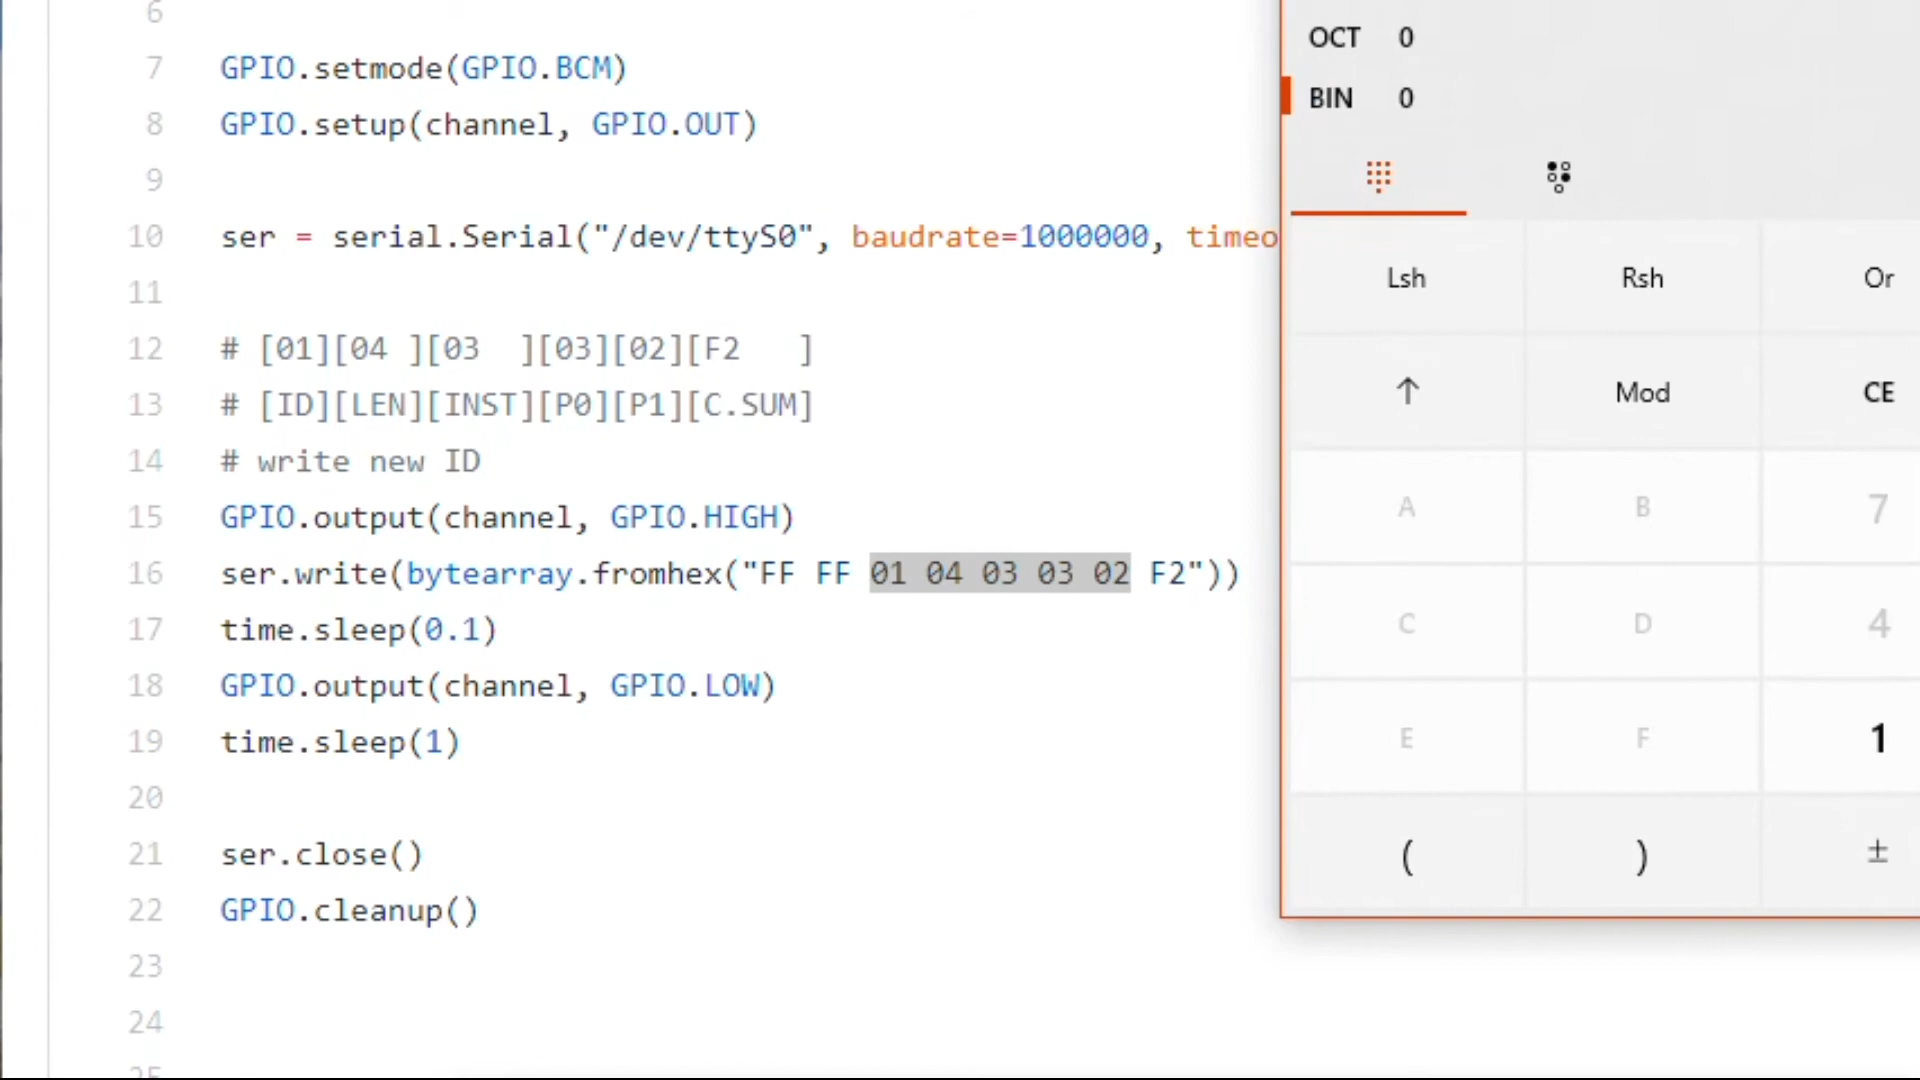 6
7 GPIO.setmode(GPIO.BCM)
8 GPIO.setup(channel, GPIO.OUT)
9
10 ser = serial.Serial("/dev/ttyS0", baudrate=1000000, timeo
11
12 # [01][04 ][03  ][03][02][F2   ]
13 # [ID][LEN][INST][P0][P1][C.SUM]
14 # write new ID
15 GPIO.output(channel, GPIO.HIGH)
16 ser.write(bytearray.fromhex("FF FF 01 04 03 03 02 F2"))
17 time.sleep(0.1)
18 GPIO.output(channel, GPIO.LOW)
19 time.sleep(1)
20
21 ser.close()
22 GPIO.cleanup()
23
24
OCT 0
BIN 0
Lsh Rsh Or
↑ Mod CE
A B 7
C D 4
E F 1
( ) ±